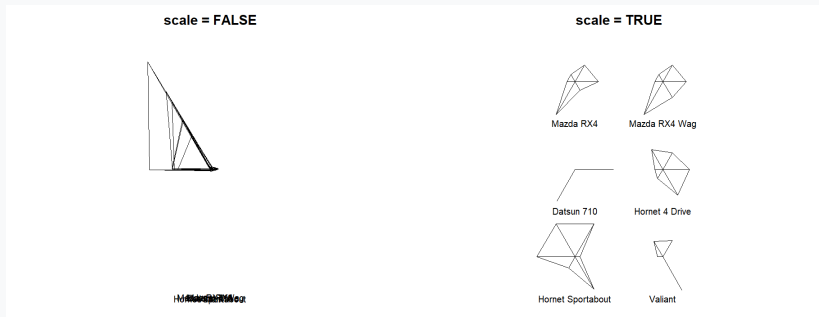 scale = FALSE
scale = TRUE
Mazda RX4
Mazda RX4 Wag
Datsun 710
Hornet 4 Drive
Hornet Sportabout
Valiant